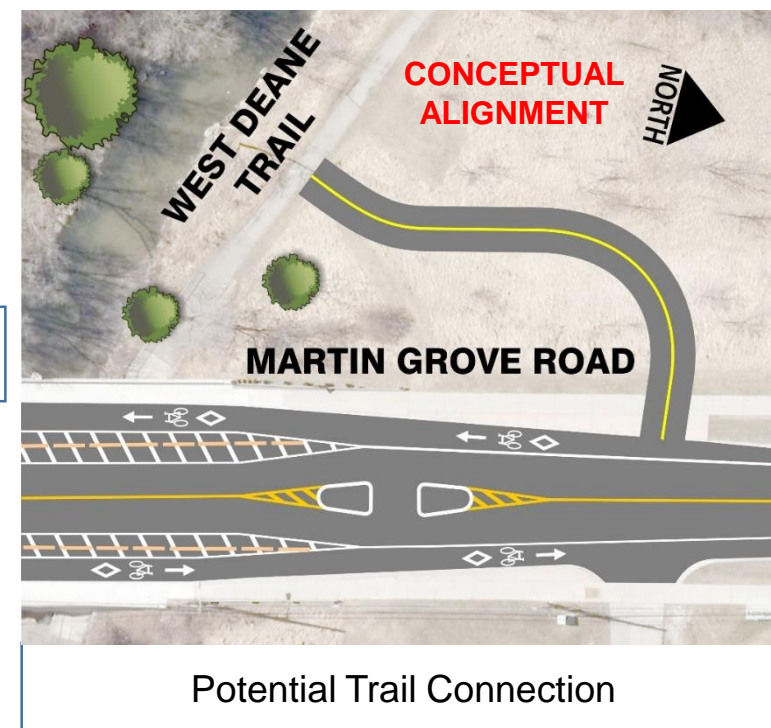 CONCEPTUAL
ALIGNMENT
NORTH
WEST DEANE
TRAIL
MARTIN GROVE ROAD
Potential Trail Connection